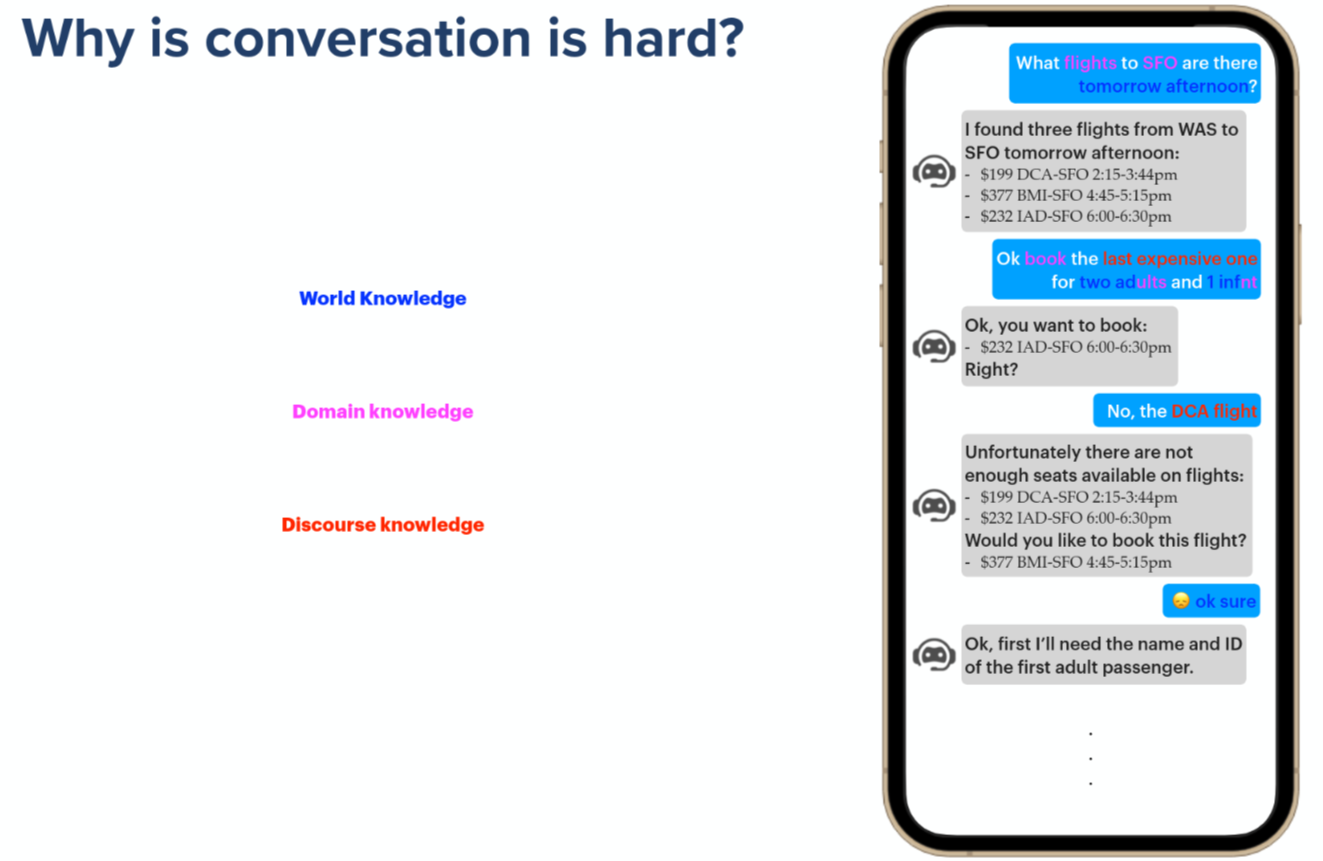 Why is conversation is hard?
World Knowledge
Domain knowledge
Discourse knowledge
What flights to SFO are there
tomorrow afternoon?
I found three flights from WAS to
SFO tomorrow afternoon:
- $199 DCA-SFO 2:15-3:44pm
- $377 BMI-SFO 4:45-5:15pm
- $232 IAD-SFO 6:00-6:30pm
Ok book the last expensive one
for two adults and 1 infnt
Ok, you want to book:
- $232 IAD-SFO 6:00-6:30pm
Right?
No, the DCA flight
Unfortunately there are not
enough seats available on flights:
- $199 DCA-SFO 2:15-3:44pm
- $232 IAD-SFO 6:00-6:30pm
Would you like to book this flight?
- $377 BMI-SFO 4:45-5:15pm
😞 ok sure
Ok, first I’ll need the name and ID
of the first adult passenger.
.
.
.